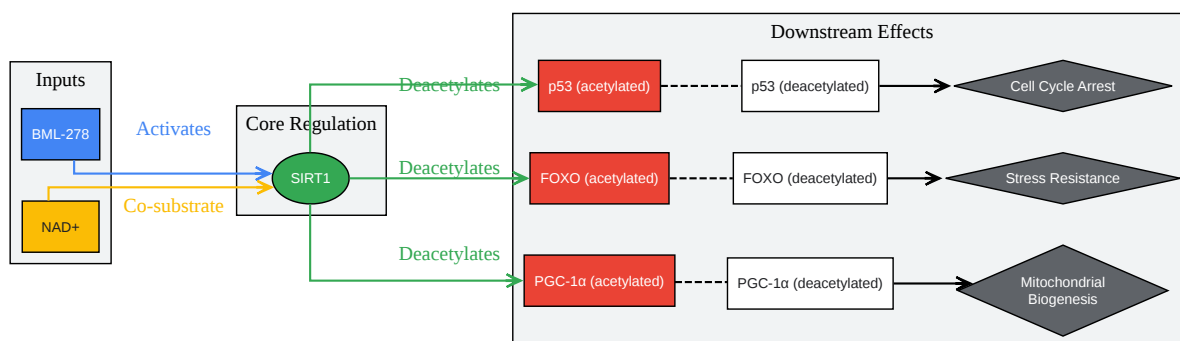 Inputs
BML-278
NAD+
Activates
Co-substrate
Core Regulation
SIRT1
Deacetylates
Deacetylates
Deacetylates
Downstream Effects
p53 (acetylated)
p53 (deacetylated)
Cell Cycle Arrest
FOXO (acetylated)
FOXO (deacetylated)
Stress Resistance
PGC-1α (acetylated)
PGC-1α (deacetylated)
Mitochondrial
Biogenesis